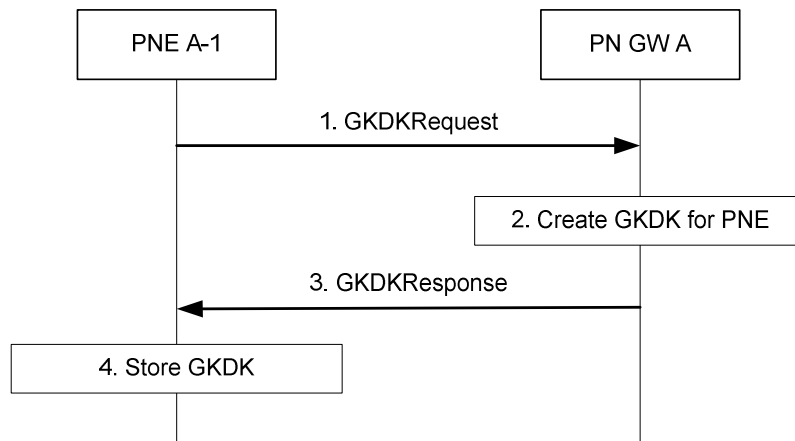 PNE A-1
PN GW A
1. GKDKRequest
2. Create GKDK for PNE
3. GKDKResponse
4. Store GKDK